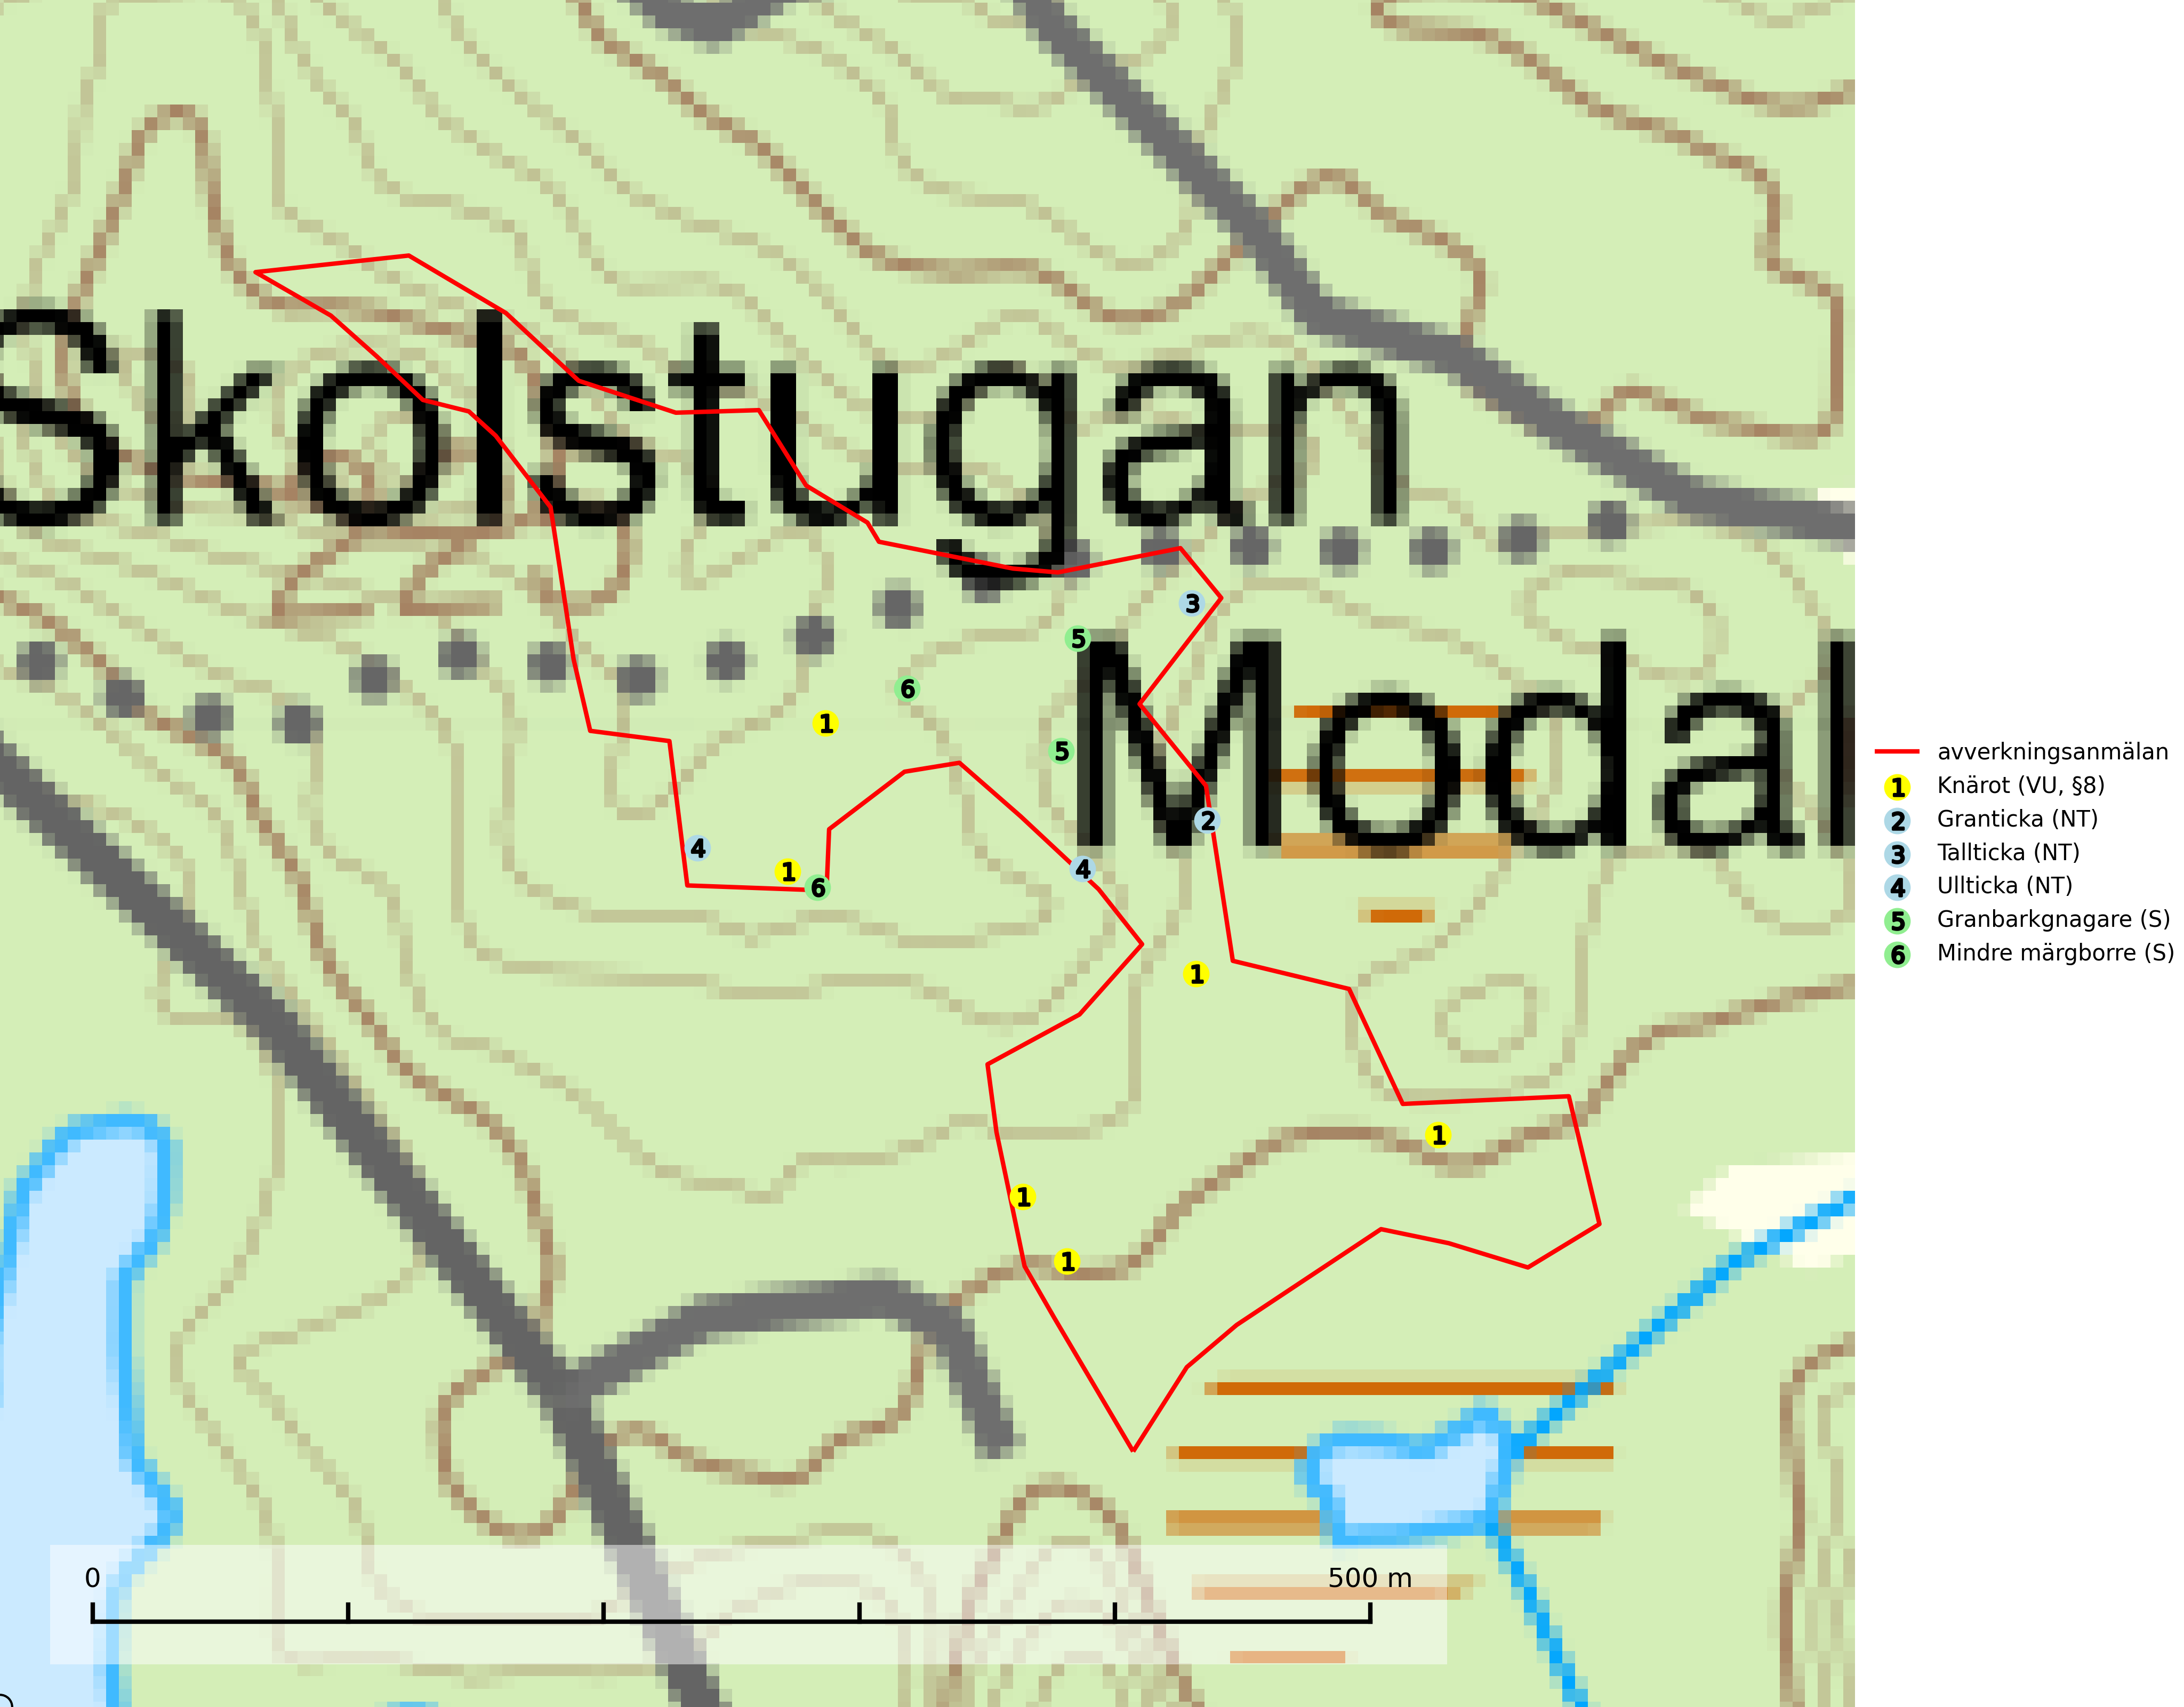 Skolstugan
3
5
6
1
5
Modal
2
4
4
1
6
1
1
1
1
avverkningsanmälan
1 Knärot (VU, §8)
2 Granticka (NT)
3 Tallticka (NT)
4 Ullticka (NT)
5 Granbarkgnagare (S)
6 Mindre märgborre (S)
0 500 m